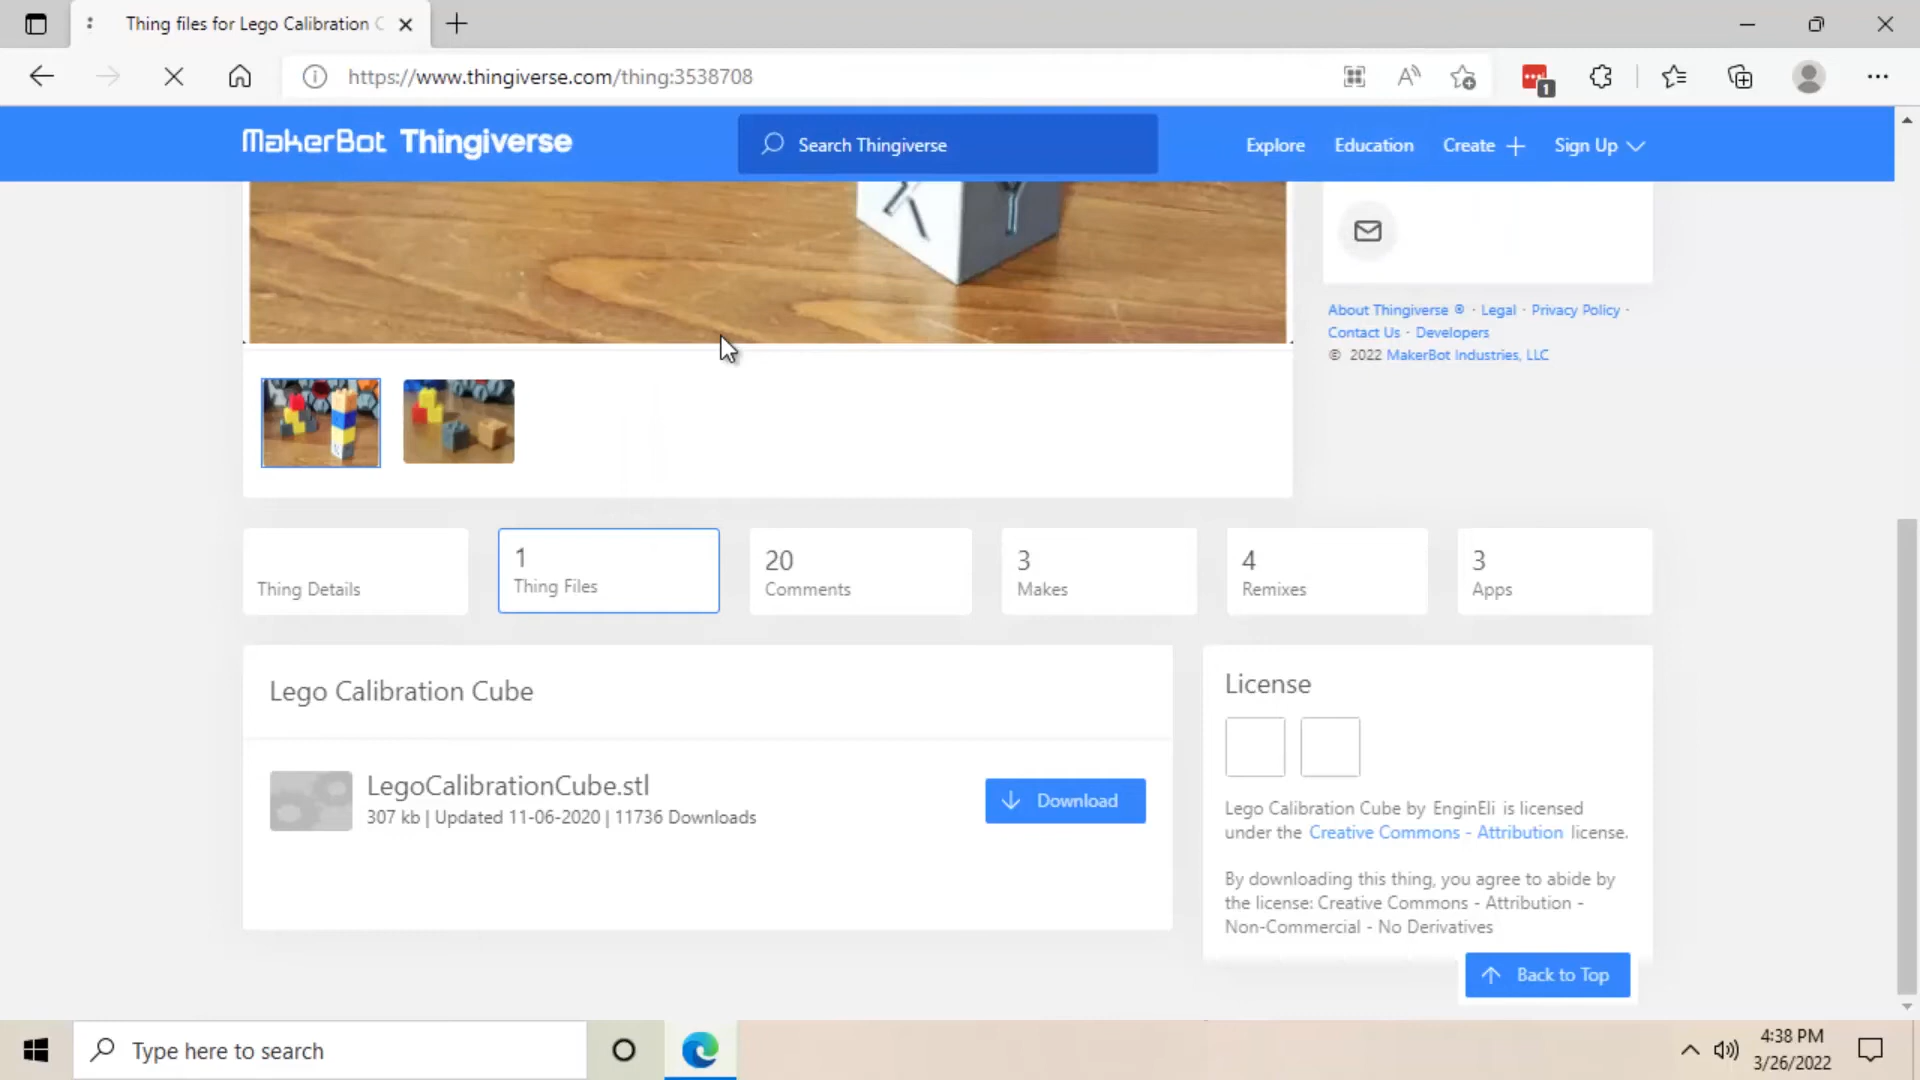 Thing files for Lego Calibration C
https://www.thingiverse.com/thing:3538708
1
MakerBot Thingiverse
Search Thingiverse
Explore
Education
Create
Sign Up
X Y
About Thingiverse ® · Legal · Privacy Policy ·
Contact Us · Developers
© 2022 MakerBot Industries, LLC
Thing Details
1
Thing Files
20
Comments
3
Makes
4
Remixes
3
Apps
Lego Calibration Cube
LegoCalibrationCube.stl
307 kb | Updated 11-06-2020 | 11736 Downloads
Download
License
Lego Calibration Cube by EnginEli is licensed
under the Creative Commons - Attribution license.
By downloading this thing, you agree to abide by
the license: Creative Commons - Attribution -
Non-Commercial - No Derivatives
Back to Top
Type here to search
4:38 PM
3/26/2022